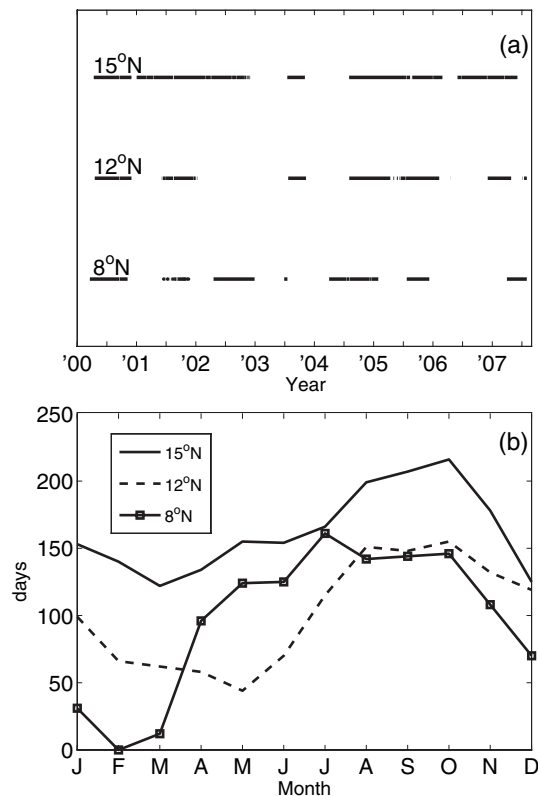 (a)
15°N
12°N
8°N
'00 '01 '02 '03 '04 '05 '06 '07
Year
(b)
250
200
150
100
50
0
days
15°N
12°N
8°N
J F M A M J J A S O N D
Month